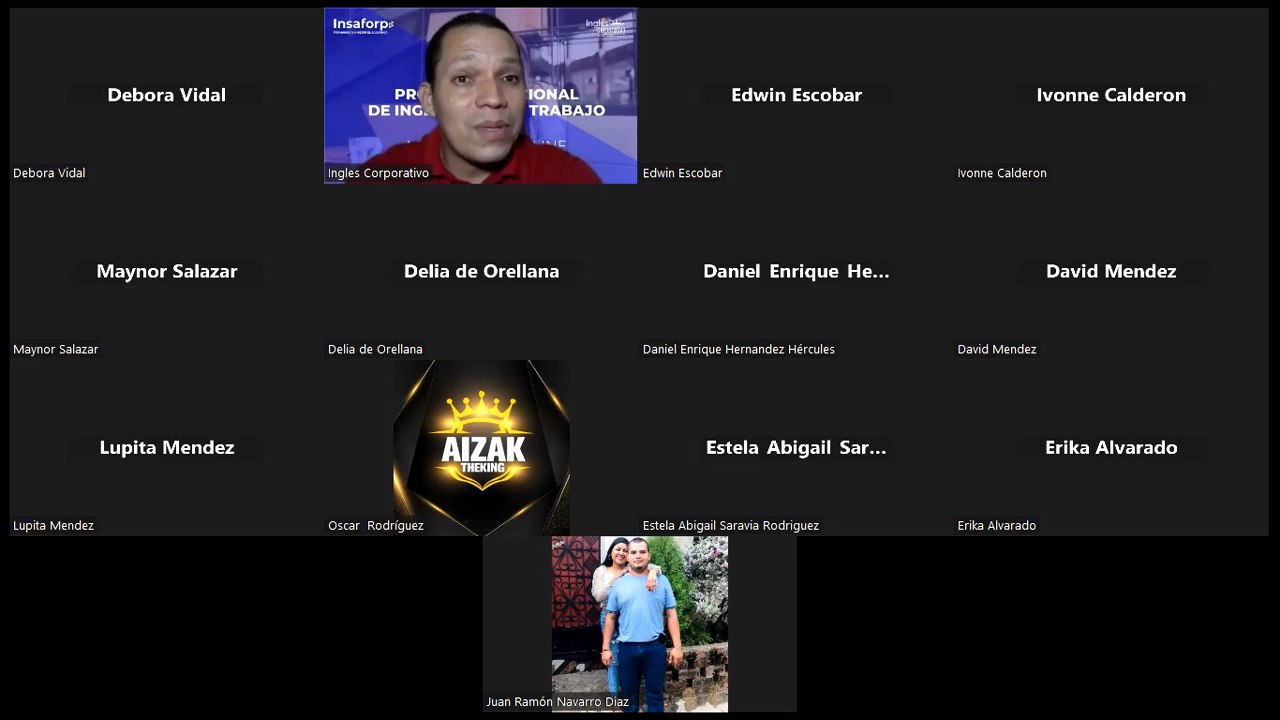 Debora Vidal
Debora Vidal
Insaforp
PR IONAL
DE ING TRABAJO
Ingles Corporativo
Edwin Escobar
Edwin Escobar
Ivonne Calderon
Ivonne Calderon
Maynor Salazar
Maynor Salazar
Delia de Orellana
Delia de Orellana
Daniel Enrique He...
Daniel Enrique Hernandez Hércules
David Mendez
David Mendez
Lupita Mendez
Lupita Mendez
AIZAK
THEKING
Oscar Rodríguez
Estela Abigail Sar...
Estela Abigail Saravia Rodriguez
Erika Alvarado
Erika Alvarado
Juan Ramón Navarro Diaz